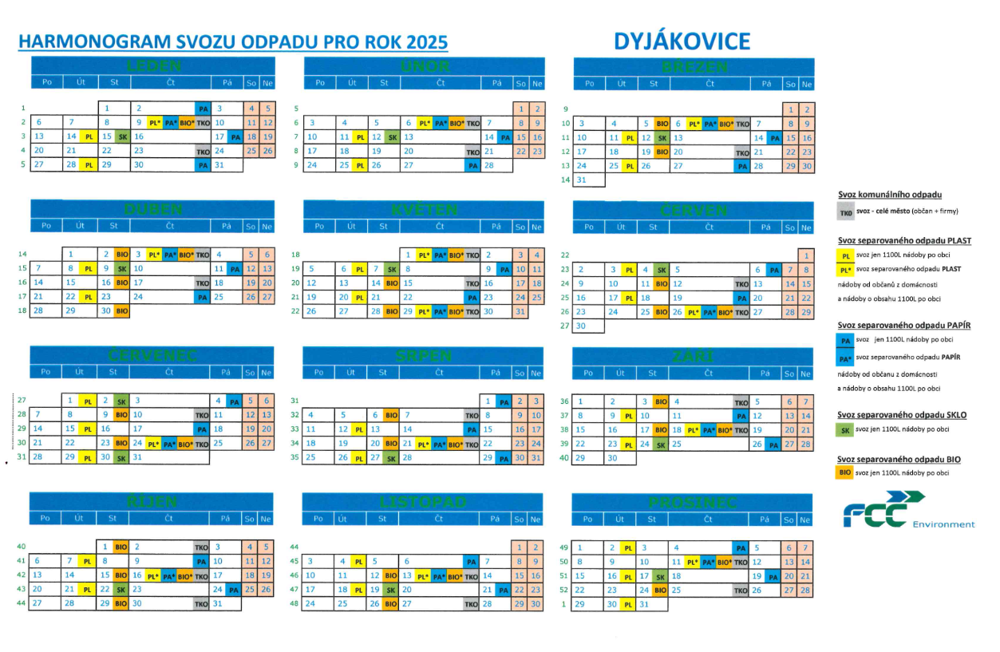 HARMONOGRAM SVOZU ODPADU PRO ROK 2025
DYJÁKOVICE
LEDEN
Po Út St Čt Pá So Ne
1 1 2 PA 3 4 5
2 6 7 8 9 PL* PA* BIO* TKO 10 11 12
3 13 14 PL 15 SK 16 17 PA 18 19
4 20 21 22 23 TKO 24 25 26
5 27 28 PL 29 30 PA 31
ÚNOR
Po Út St Čt Pá So Ne
5 1 2
6 3 4 5 6 PL* PA* BIO* TKO 7 8 9
7 10 11 PL 12 SK 13 14 PA 15 16
8 17 18 19 20 TKO 21 22 23
9 24 25 PL 26 27 PA 28
BŘEZEN
Po Út St Čt Pá So Ne
9 1 2
10 3 4 5 BIO 6 PL* PA* BIO* TKO 7 8 9
11 10 11 PL 12 SK 13 14 PA 15 16
12 17 18 19 BIO 20 TKO 21 22 23
13 24 25 PL 26 27 PA 28 29 30
14 31
DUBEN
Po Út St Čt Pá So Ne
14 1 2 BIO 3 PL* PA* BIO* TKO 4 5 6
15 7 8 PL 9 SK 10 11 PA 12 13
16 14 15 16 BIO 17 TKO 18 19 20
17 21 22 PL 23 24 PA 25 26 27
18 28 29 30 BIO
KVĚTEN
Po Út St Čt Pá So Ne
18 1 PL* PA* BIO* TKO 2 3 4
19 5 6 PL 7 SK 8 9 PA 10 11
20 12 13 14 BIO 15 TKO 16 17 18
21 19 20 PL 21 22 PA 23 24 25
22 26 27 28 BIO 29 PL* PA* BIO* TKO 30 31
ČERVEN
Po Út St Čt Pá So Ne
22 1
23 2 3 PL 4 SK 5 6 PA 7 8
24 9 10 11 BIO 12 TKO 13 14 15
25 16 17 PL 18 19 PA 20 21 22
26 23 24 25 BIO 26 PL* PA* BIO* TKO 27 28 29
27 30
ČERVENEC
Po Út St Čt Pá So Ne
27 1 PL 2 SK 3 4 PA 5 6
28 7 8 9 BIO 10 TKO 11 12 13
29 14 15 PL 16 17 PA 18 19 20
30 21 22 23 BIO 24 PL* PA* BIO* TKO 25 26 27
31 28 29 PL 30 SK 31
SRPEN
Po Út St Čt Pá So Ne
31 1 PA 2 3
32 4 5 6 BIO 7 TKO 8 9 10
33 11 12 PL 13 14 PA 15 16 17
34 18 19 20 BIO 21 PL* PA* BIO* TKO 22 23 24
35 25 26 PL 27 SK 28 29 PA 30 31
ZÁŘÍ
Po Út St Čt Pá So Ne
36 1 2 3 BIO 4 TKO 5 6 7
37 8 9 PL 10 11 PA 12 13 14
38 15 16 17 BIO 18 PL* PA* BIO* TKO 19 20 21
39 22 23 PL 24 SK 25 26 PA 27 28
40 29 30
ŘÍJEN
Po Út St Čt Pá So Ne
40 1 BIO 2 TKO 3 4 5
41 6 7 PL 8 9 PA 10 11 12
42 13 14 15 BIO 16 PL* PA* BIO* TKO 17 18 19
43 20 21 PL 22 SK 23 24 PA 25 26
44 27 28 29 BIO 30 TKO 31
LISTOPAD
Po Út St Čt Pá So Ne
44 1 2
45 3 4 PL 5 6 PA 7 8 9
46 10 11 12 BIO 13 PL* PA* BIO* TKO 14 15 16
47 17 18 PL 19 SK 20 21 PA 22 23
48 24 25 26 BIO 27 TKO 28 29 30
PROSINEC
Po Út St Čt Pá So Ne
49 1 2 PL 3 4 PA 5 6 7
50 8 9 10 11 PL* PA* BIO* TKO 12 13 14
51 15 16 PL 17 SK 18 19 PA 20 21
52 22 23 24 BIO 25 TKO 26 27 28
1 29 30 PL 31
Svoz komunálního odpadu
TKO svoz - celé město (občan + firmy)
Svoz separovaného odpadu PLAST
PL svoz jen 1100L nádoby po obci
PL* svoz separovaného odpadu PLAST
nádoby od občanů z domácnosti
a nádoby o obsahu 1100L po obci
Svoz separovaného odpadu PAPÍR
PA svoz jen 1100L nádoby po obci
PA* svoz separovaného odpadu PAPÍR
nádoby od občanu z domácnosti
a nádoby o obsahu 1100L po obci
Svoz separovaného odpadu SKLO
SK svoz jen 1100L nádoby po obci
Svoz separovaného odpadu BIO
BIO svoz jen 1100L nádoby po obci
FCC Environment